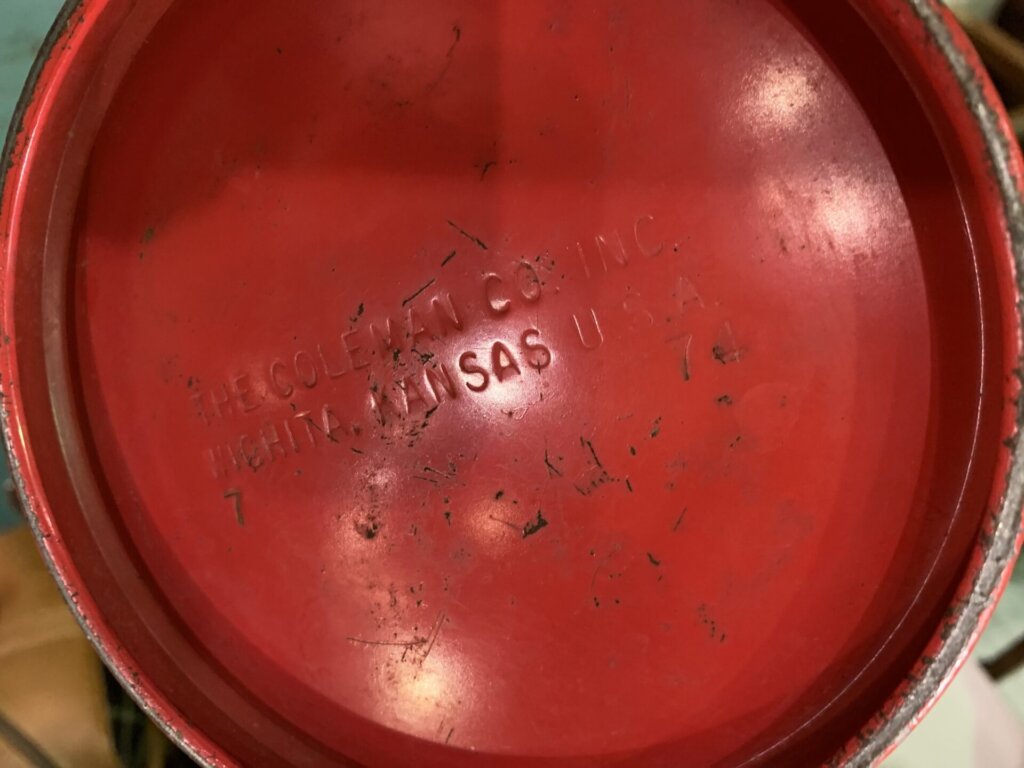 THE COLEMAN CO. INC.
WICHITA, KANSAS U.S.A.
7 74